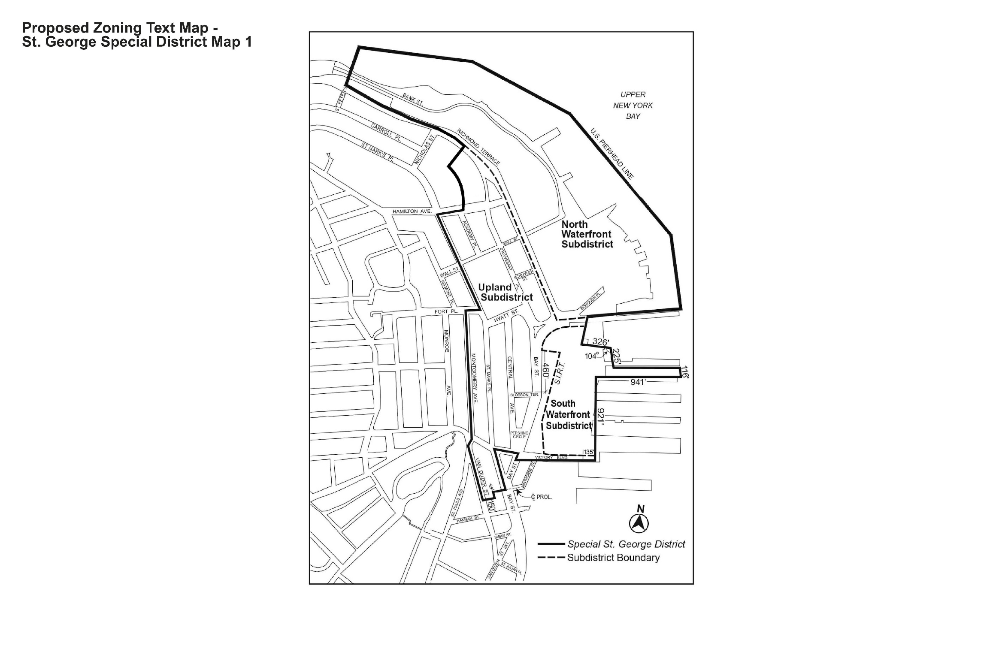 Proposed Zoning Text Map -
St. George Special District Map 1
UPPER
NEW YORK
BAY
ST PETER'S
BANK ST.
CARROLL PL.
ST MARK'S PL.
NICHOLAS ST.
RICHMOND TERRACE
U.S. PIERHEAD LINE
HAMILTON AVE.
ACADEMY PL.
North
Waterfront
Subdistrict
WALL ST.
STUYVESANT
PL.
SCHUYLER
ST.
WALL ST.
BELMONT PL.
Upland
Subdistrict
BOROUGH PL.
FORT PL.
HYATT ST.
MONROE
AVE.
MONTGOMERY AVE.
ST. MARKS PL.
CENTRAL
AVE.
BAY ST.
460'
S.I.R.T.
326'
104°
225'
116'
941'
SLOSSON TER.
South
Waterfront
Subdistrict
921'
PERSHING
CIRCLE
135'
VICTORY BLVD.
VAN DUZER ST.
BAY ST.
MINTHORNE ST.
℄
℄ PROL.
150'
BAY ST.
ST. PAULS AVE.
HANNAH ST.
SWAN ST.
VAN DUZER ST. EXT.
ST. JULIAN PL.
N
Special St. George District
Subdistrict Boundary